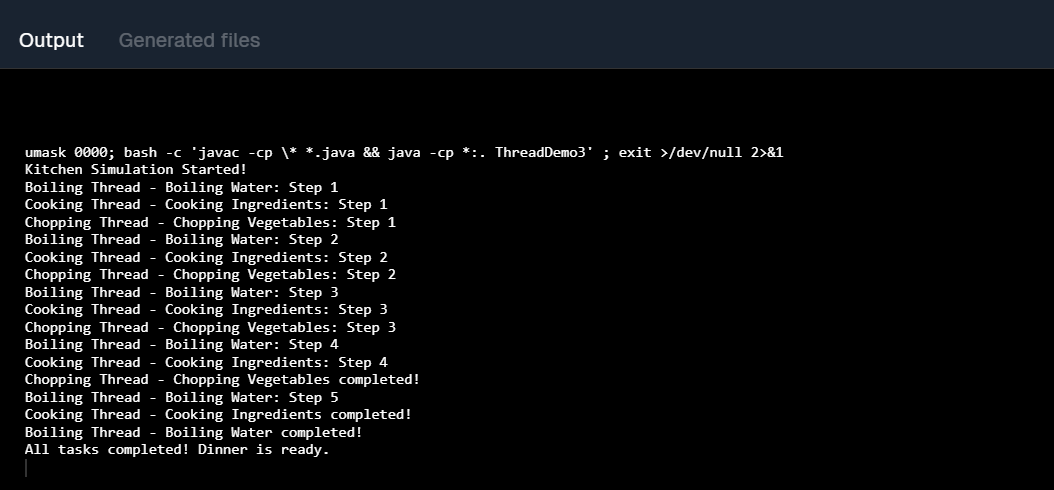 Output Generated files
umask 0000; bash -c 'javac -cp \* *.java && java -cp *:. ThreadDemo3' ; exit >/dev/null 2>&1
Kitchen Simulation Started!
Boiling Thread - Boiling Water: Step 1
Cooking Thread - Cooking Ingredients: Step 1
Chopping Thread - Chopping Vegetables: Step 1
Boiling Thread - Boiling Water: Step 2
Cooking Thread - Cooking Ingredients: Step 2
Chopping Thread - Chopping Vegetables: Step 2
Boiling Thread - Boiling Water: Step 3
Cooking Thread - Cooking Ingredients: Step 3
Chopping Thread - Chopping Vegetables: Step 3
Boiling Thread - Boiling Water: Step 4
Cooking Thread - Cooking Ingredients: Step 4
Chopping Thread - Chopping Vegetables completed!
Boiling Thread - Boiling Water: Step 5
Cooking Thread - Cooking Ingredients completed!
Boiling Thread - Boiling Water completed!
All tasks completed! Dinner is ready.